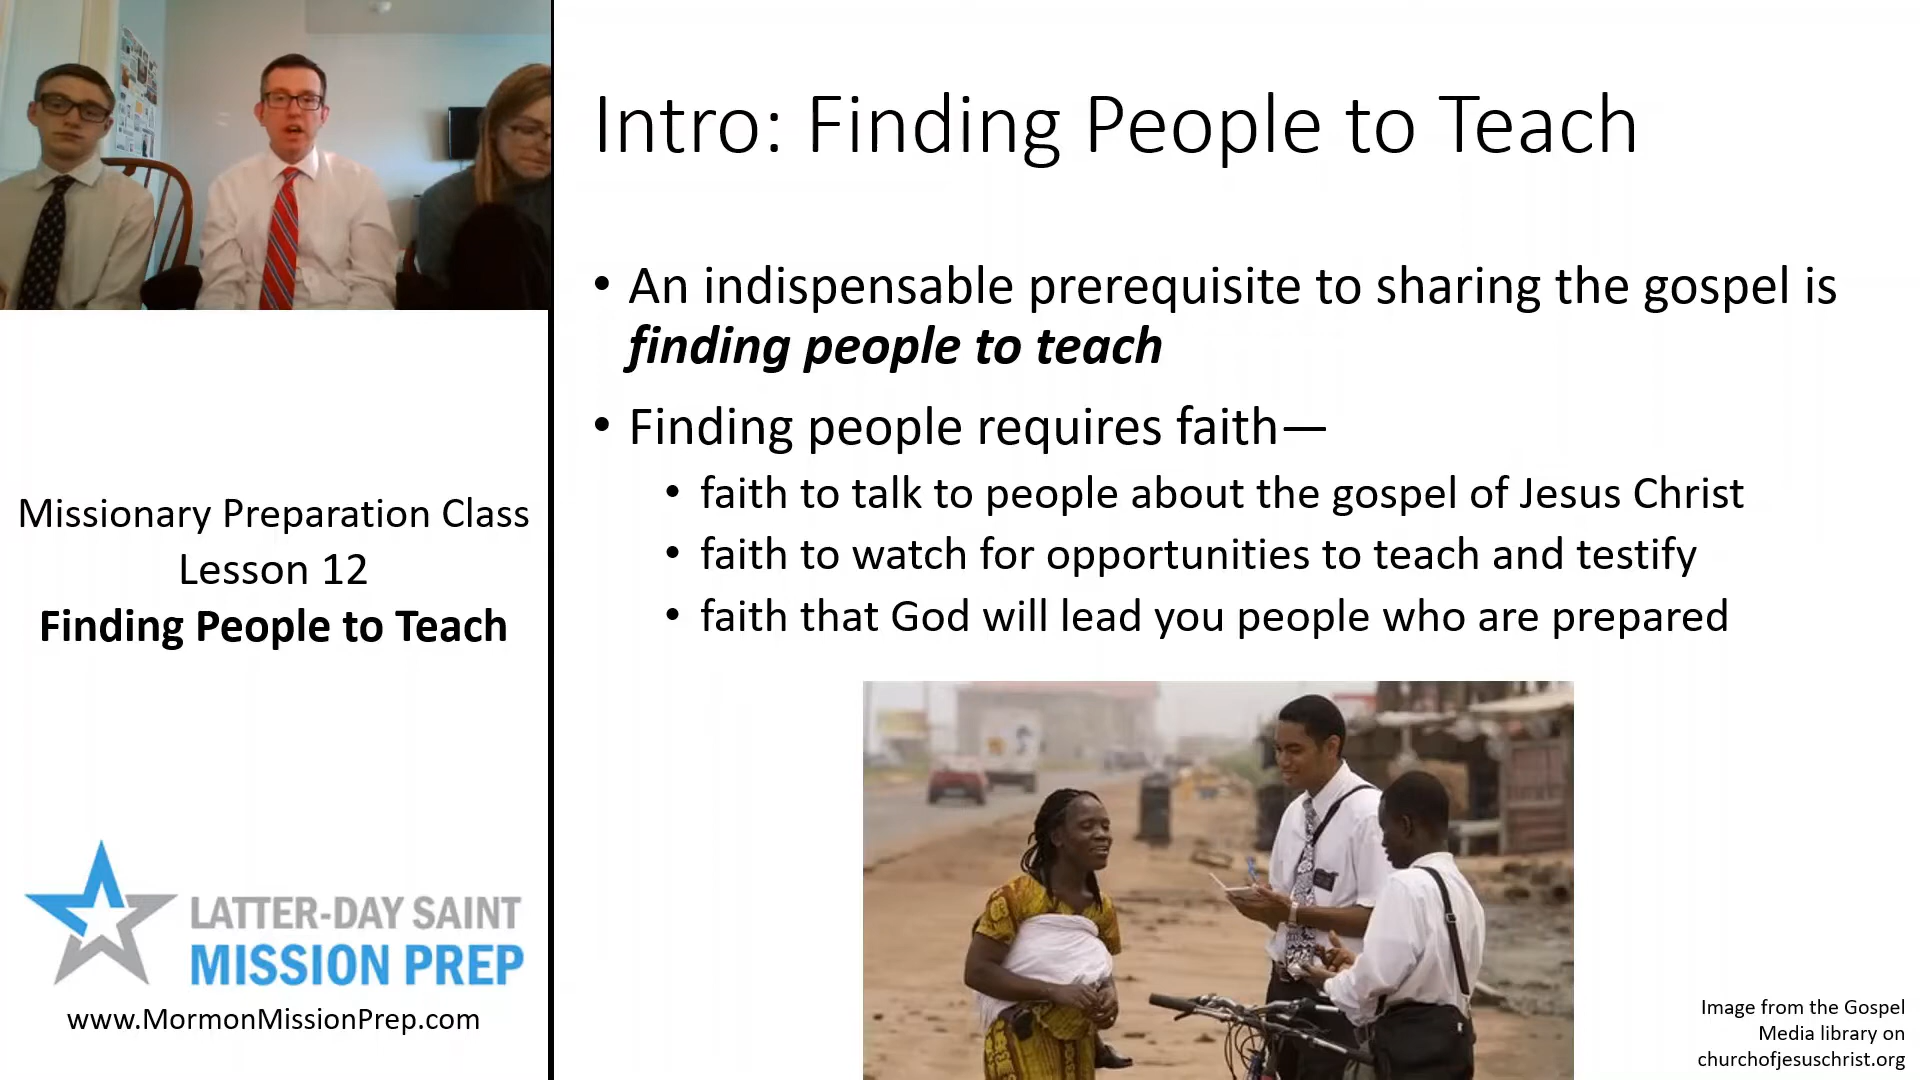 Missionary Preparation Class
Lesson 12
Finding People to Teach
LATTER-DAY SAINT
MISSION PREP
www.MormonMissionPrep.com
Intro: Finding People to Teach
• An indispensable prerequisite to sharing the gospel is
finding people to teach
• Finding people requires faith—
• faith to talk to people about the gospel of Jesus Christ
• faith to watch for opportunities to teach and testify
• faith that God will lead you people who are prepared
Image from the Gospel
Media library on
churchofjesuschrist.org